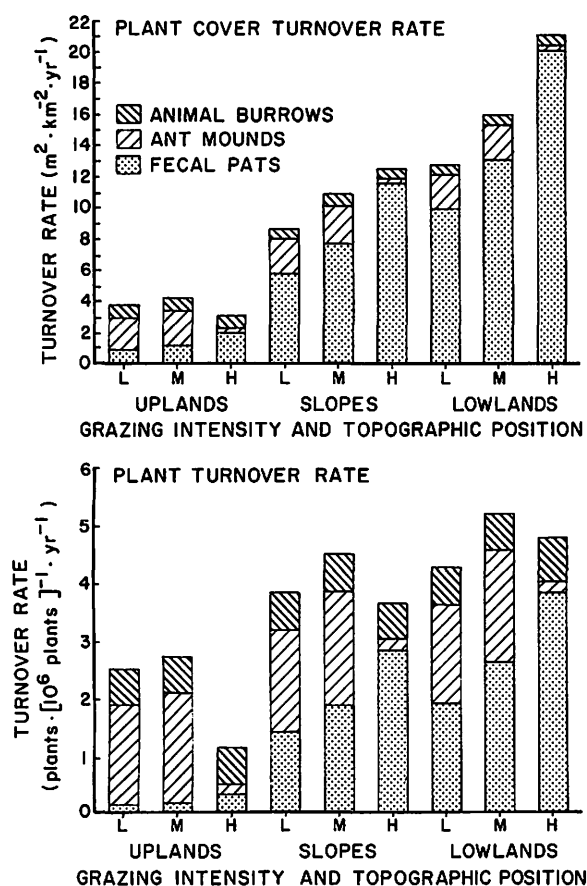 PLANT COVER TURNOVER RATE
ANIMAL BURROWS
ANT MOUNDS
FECAL PATS
TURNOVER RATE (m²·km⁻²·yr⁻¹)
22
20
18
16
14
12
10
8
6
4
2
0
L M H L M H L M H
UPLANDS SLOPES LOWLANDS
GRAZING INTENSITY AND TOPOGRAPHIC POSITION
PLANT TURNOVER RATE
TURNOVER RATE
(plants·[10⁶ plants]⁻¹·yr⁻¹)
6
5
4
3
2
1
0
L M H L M H L M H
UPLANDS SLOPES LOWLANDS
GRAZING INTENSITY AND TOPOGRAPHIC POSITION